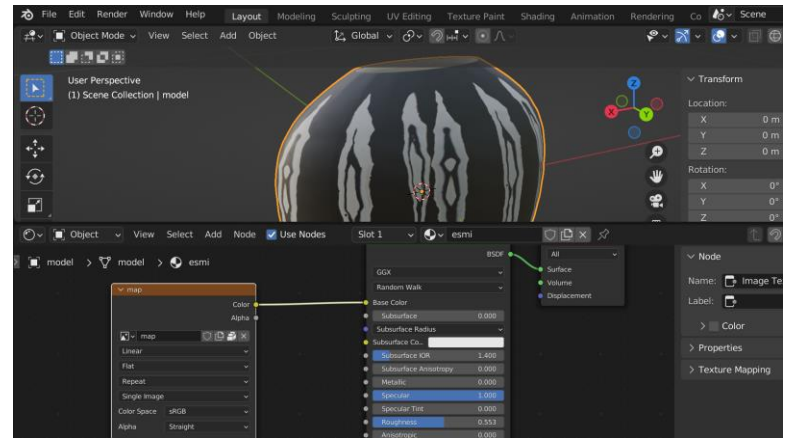 File Edit Render Window Help Layout Modeling Sculpting UV Editing Texture Paint Shading Animation Rendering Co Scene
Object Mode View Select Add Object Global
User Perspective
(1) Scene Collection | model
Transform
Location:
X 0 m
Y 0 m
Z 0 m
Rotation:
X 0°
Y 0°
Z 0°
Object View Select Add Node Use Nodes Slot 1 esmi
model > model > esmi
BSDF
GGX
Random Walk
Base Color
Subsurface 0.000
Subsurface Radius
Subsurface Co..
Subsurface IOR 1.400
Subsurface Anisotropy 0.000
Metallic 0.000
Specular 1.000
Specular Tint 0.000
Roughness 0.553
Anisotropic 0.000
All
Surface
Volume
Displacement
map
Color
Alpha
map
Linear
Flat
Repeat
Single Image
Color Space sRGB
Alpha Straight
Node
Name: Image Te
Label:
Color
Properties
Texture Mapping